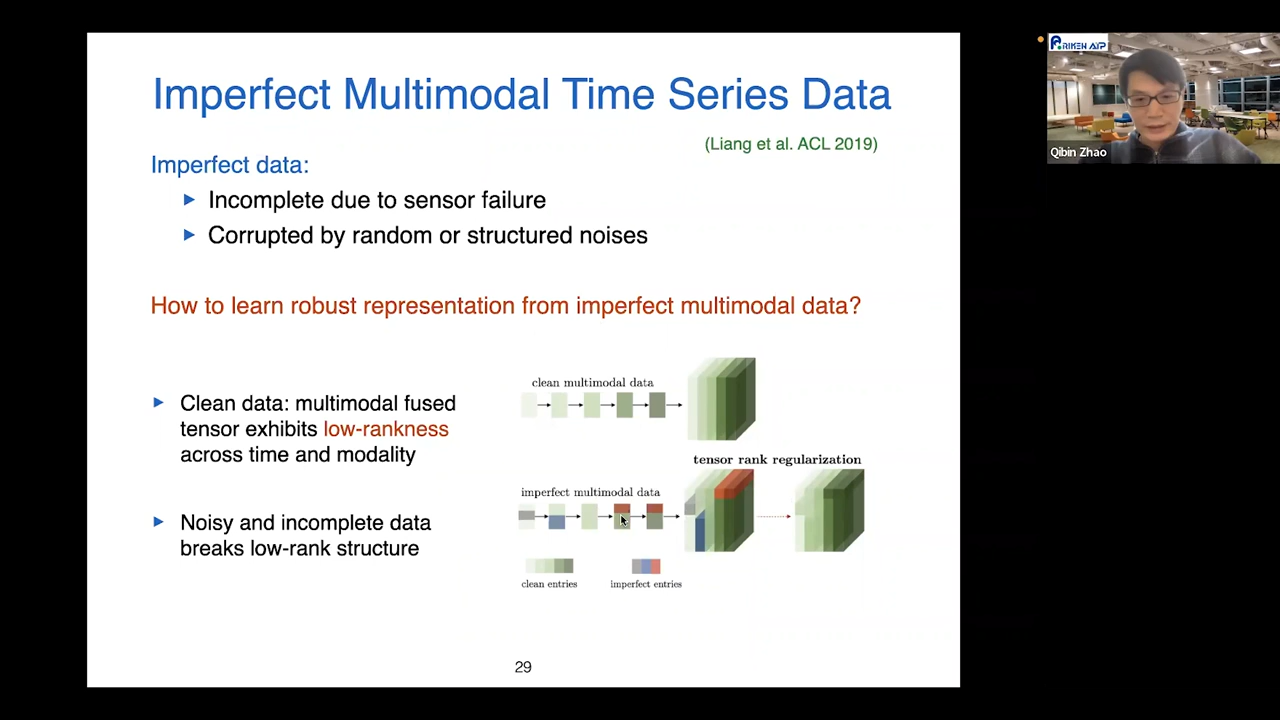 Imperfect Multimodal Time Series Data
(Liang et al. ACL 2019)
Imperfect data:
Incomplete due to sensor failure
Corrupted by random or structured noises
How to learn robust representation from imperfect multimodal data?
Clean data: multimodal fused
tensor exhibits low-rankness
across time and modality
Noisy and incomplete data
breaks low-rank structure
clean multimodal data
tensor rank regularization
imperfect multimodal data
clean entries
imperfect entries
29
RIKEN AIP
Qibin Zhao